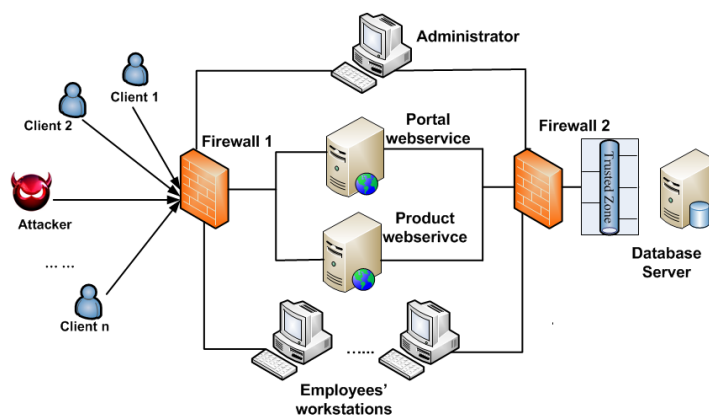 Administrator
Client 1
Client 2
Firewall 1
Portal
webservice
Firewall 2
Trusted Zone
Attacker
Product
webserivce
Database
Server
... ...
Client n
......
Employees'
workstations